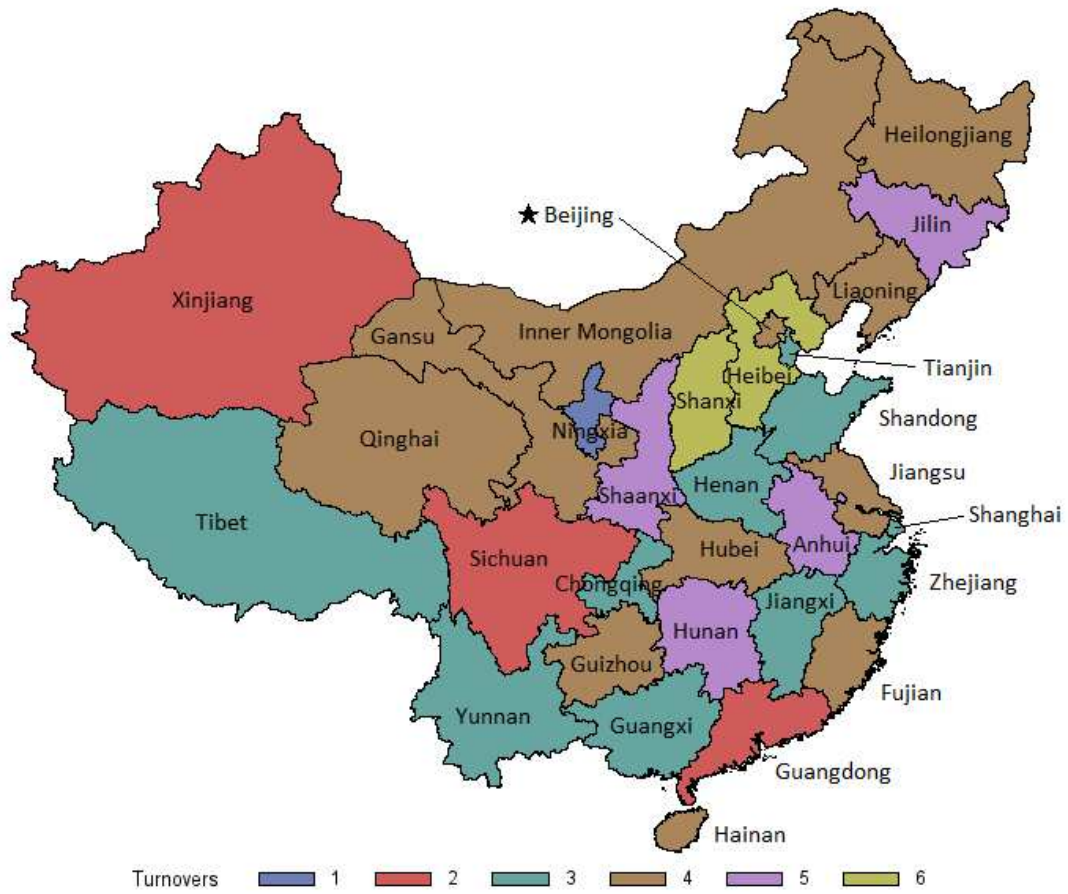 Heilongjiang
Beijing
Jilin
Xinjiang
Liaoning
Inner Mongolia
Gansu
Tianjin
Heibei
Shanxi
Shandong
Ningxia
Qinghai
Jiangsu
Henan
Shaanxi
Shanghai
Tibet
Anhui
Hubei
Sichuan
Chongqing
Zhejiang
Jiangxi
Hunan
Guizhou
Fujian
Yunnan
Guangxi
Guangdong
Hainan
Turnovers 1 2 3 4 5 6